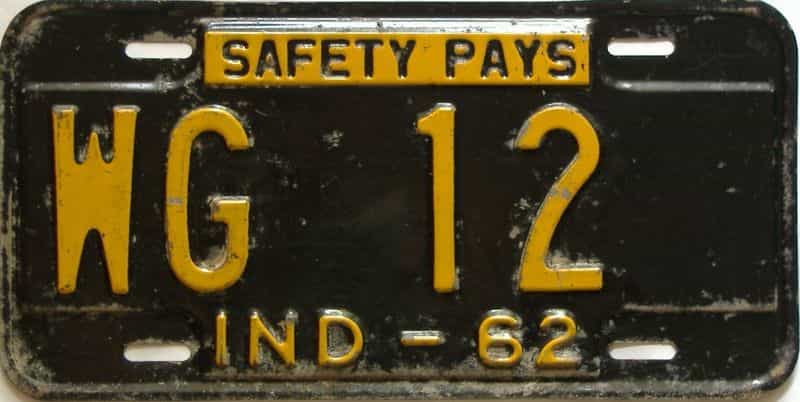 SAFETY PAYS
WG 12
IND - 62